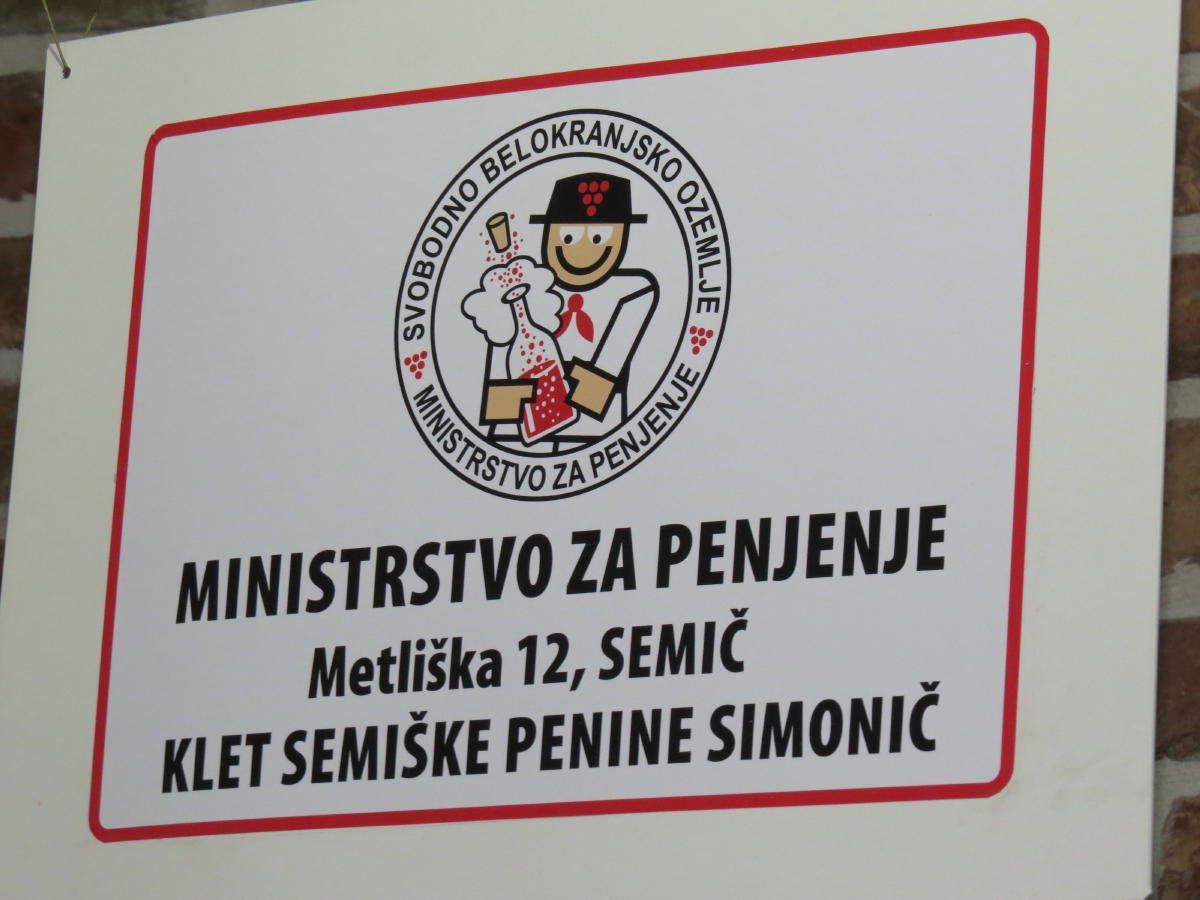 SVOBODNO BELOKRANJSKO OZEMLJE
MINISTRSTVO ZA PENJENJE
MINISTRSTVO ZA PENJENJE
Metliška 12, SEMIČ
KLET SEMIŠKE PENINE SIMONIČ